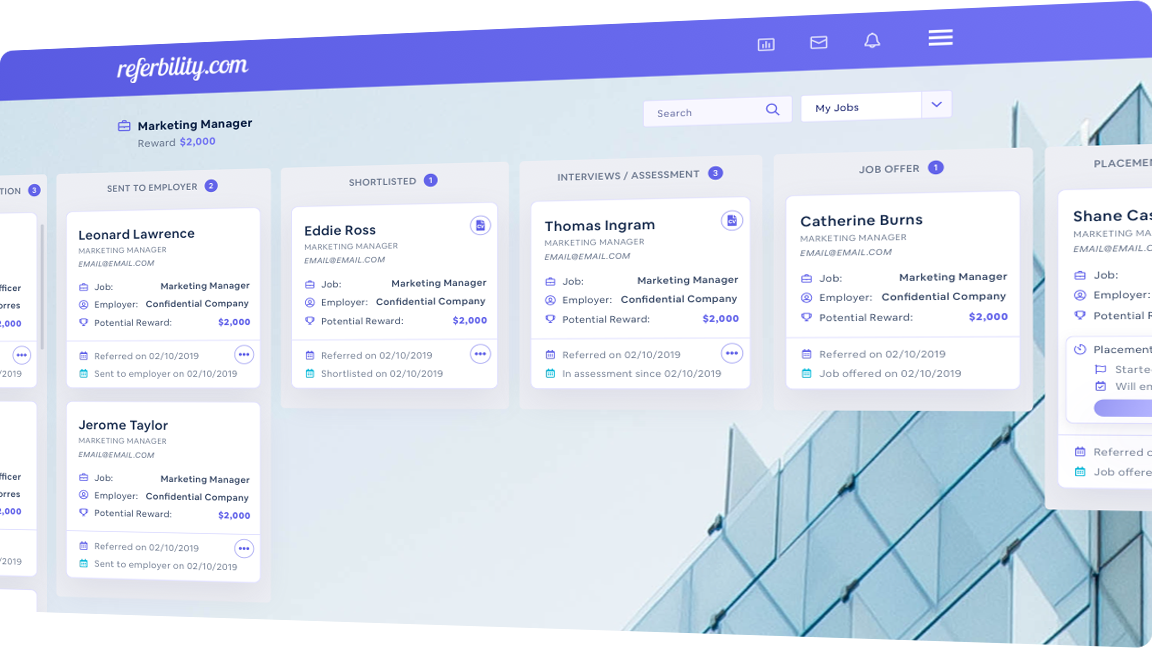 referbility.com
Marketing Manager
Reward $2,000
Search
My Jobs
TION 3
fficer
orres
2,000
2019
fficer
orres
2,000
2019
SENT TO EMPLOYER 2
Leonard Lawrence
MARKETING MANAGER
EMAIL@EMAIL.COM
Job: Marketing Manager
Employer: Confidential Company
Potential Reward: $2,000
Referred on 02/10/2019
Sent to employer on 02/10/2019
Jerome Taylor
MARKETING MANAGER
EMAIL@EMAIL.COM
Job: Marketing Manager
Employer: Confidential Company
Potential Reward: $2,000
Referred on 02/10/2019
Sent to employer on 02/10/2019
SHORTLISTED 1
Eddie Ross
MARKETING MANAGER
EMAIL@EMAIL.COM
Job: Marketing Manager
Employer: Confidential Company
Potential Reward: $2,000
Referred on 02/10/2019
Shortlisted on 02/10/2019
INTERVIEWS / ASSESSMENT 3
Thomas Ingram
MARKETING MANAGER
EMAIL@EMAIL.COM
Job: Marketing Manager
Employer: Confidential Company
Potential Reward: $2,000
Referred on 02/10/2019
In assessment since 02/10/2019
JOB OFFER 1
Catherine Burns
MARKETING MANAGER
EMAIL@EMAIL.COM
Job: Marketing Manager
Employer: Confidential Company
Potential Reward: $2,000
Referred on 02/10/2019
Job offered on 02/10/2019
PLACEMEN
Shane Cas
MARKETING MA
EMAIL@EMAIL.C
Job:
Employer:
Potential R
Placement
Starte
Will en
Referred o
Job offere